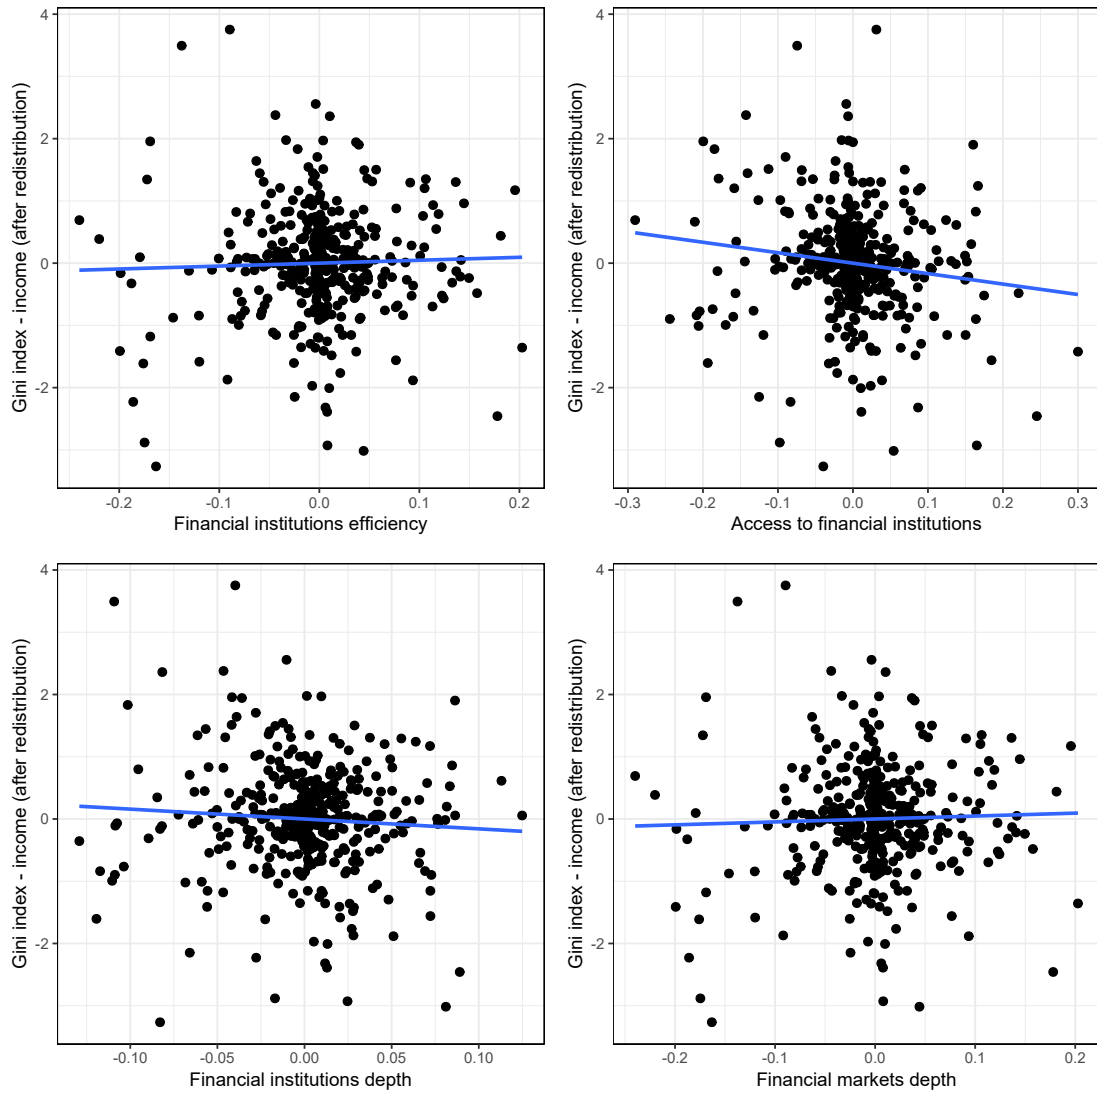 4
2
0
-2
Gini index - income (after redistribution)
-0.2 -0.1 0.0 0.1 0.2
Financial institutions efficiency
4
2
0
-2
Gini index - income (after redistribution)
-0.3 -0.2 -0.1 0.0 0.1 0.2 0.3
Access to financial institutions
4
2
0
-2
Gini index - income (after redistribution)
-0.10 -0.05 0.00 0.05 0.10
Financial institutions depth
4
2
0
-2
Gini index - income (after redistribution)
-0.2 -0.1 0.0 0.1 0.2
Financial markets depth